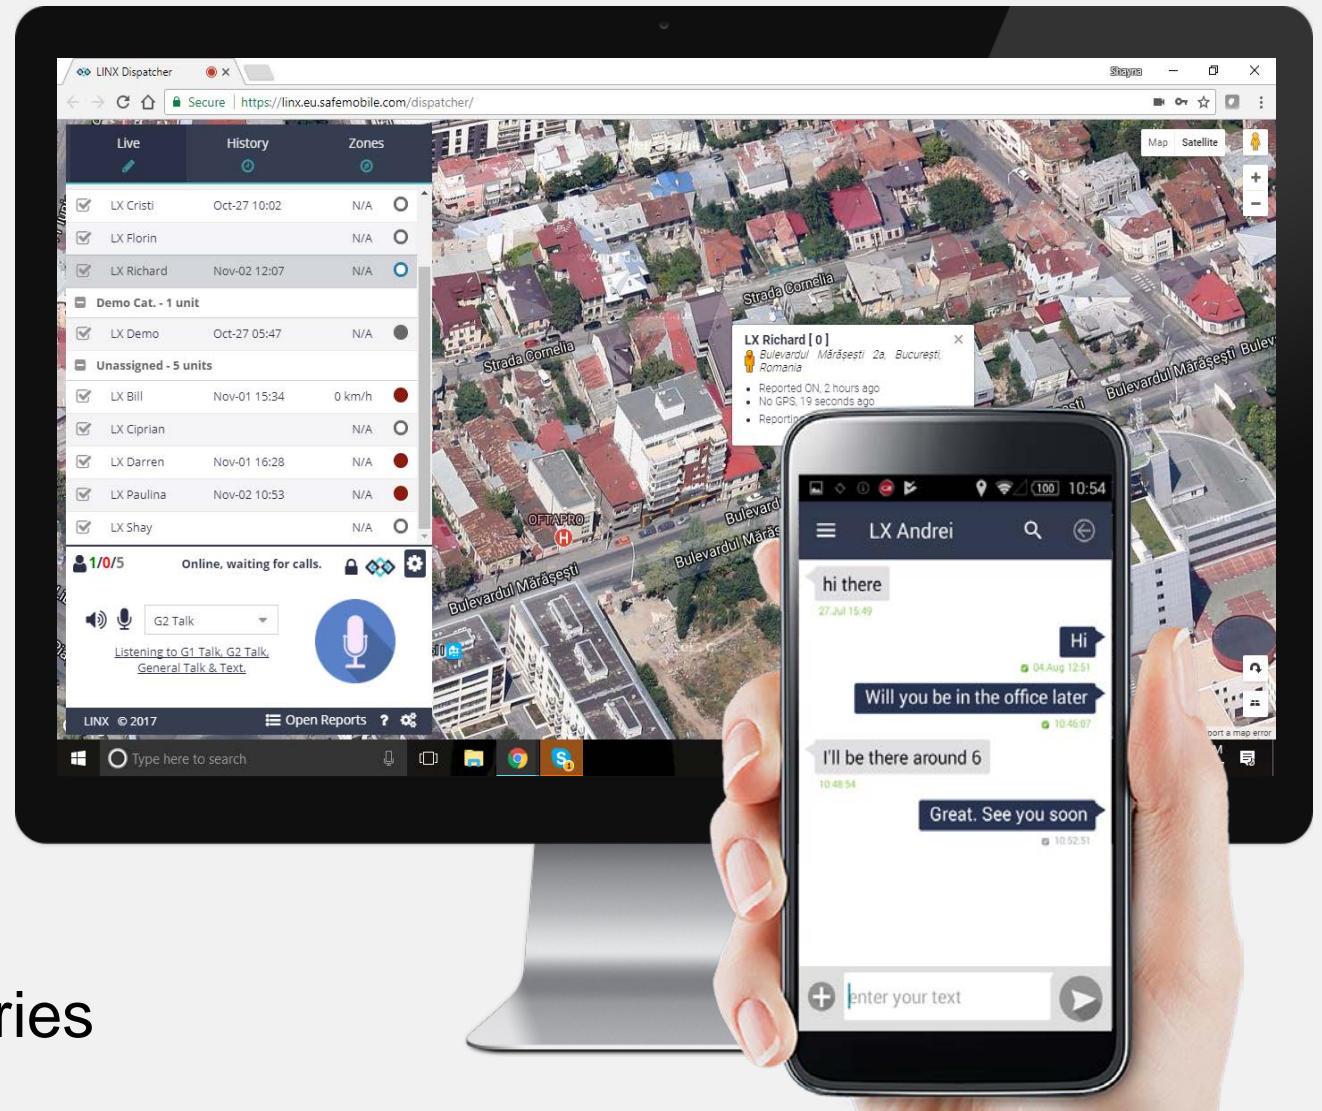 LINX Dispatcher
Shayna
Secure | https://linx.eu.safemobile.com/dispatcher/
Live History Zones
LX Cristi Oct-27 10:02 N/A
LX Florin N/A
LX Richard Nov-02 12:07 N/A
Demo Cat. - 1 unit
LX Demo Oct-27 05:47 N/A
Unassigned - 5 units
LX Bill Nov-01 15:34 0 km/h
LX Ciprian N/A
LX Darren Nov-01 16:28 N/A
LX Paulina Nov-02 10:53 N/A
LX Shay N/A
1/0/5 Online, waiting for calls.
G2 Talk
Listening to G1 Talk, G2 Talk,
General Talk & Text.
LINX © 2017 Open Reports ?
Type here to search
Map Satellite
Strada Cornelia
Strada Cornelia
LX Richard [ 0 ]
Bulevardul Mărășești 2a, București,
Romania
Reported ON, 2 hours ago
No GPS, 19 seconds ago
Reporting
Bulevardul Mărășești
OFTAPRO
H
Bulevardul Mărășești
port a map error
100 10:54
LX Andrei
hi there
27.Jul 15:49
Hi
04.Aug 12:51
Will you be in the office later
10:46:07
I'll be there around 6
10:48:54
Great. See you soon
10:52:51
enter your text
ries